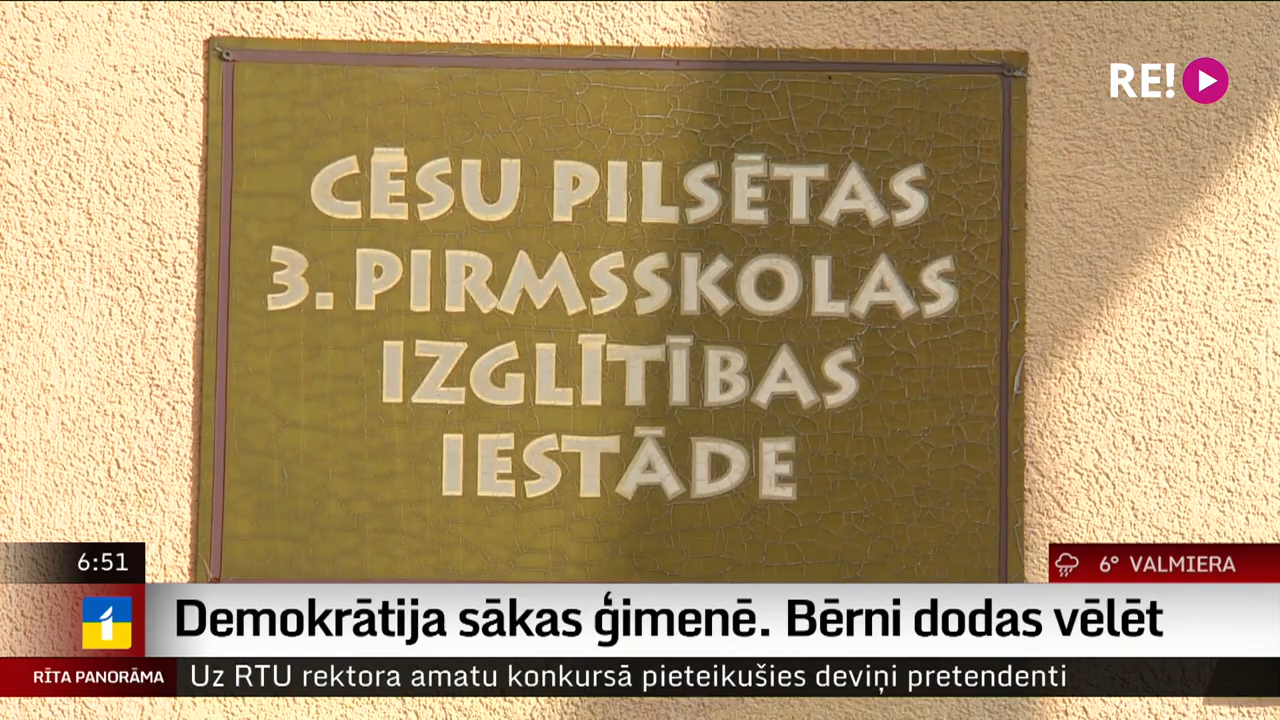 RE!
CĒSU PILSĒTAS
3. PIRMSSKOLAS
IZGLĪTĪBAS
IESTĀDE
6:51
6° VALMIERA
1
Demokrātija sākas ģimenē. Bērni dodas vēlēt
RĪTA PANORĀMA
Uz RTU rektora amatu konkursā pieteikušies deviņi pretendenti